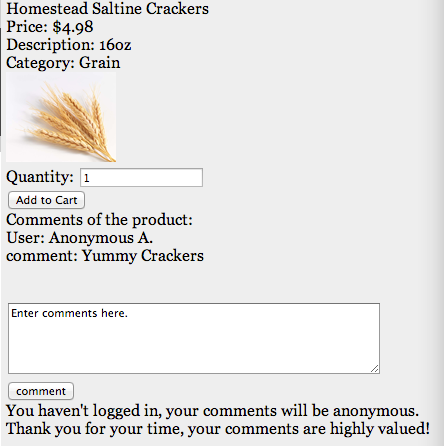 Homestead Saltine Crackers
Price: $4.98
Description: 16oz
Category: Grain
Quantity: 1
Add to Cart
Comments of the product:
User: Anonymous A.
comment: Yummy Crackers
Enter comments here.
comment
You haven't logged in, your comments will be anonymous.
Thank you for your time, your comments are highly valued!